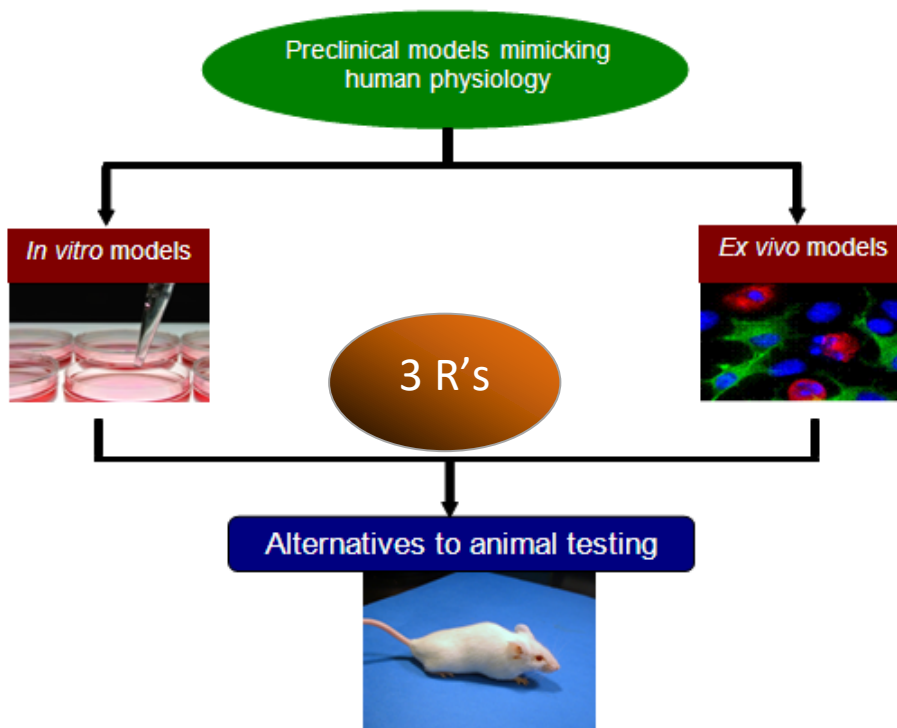 Preclinical models mimicking
human physiology
In vitro models
Ex vivo models
3 R's
Alternatives to animal testing